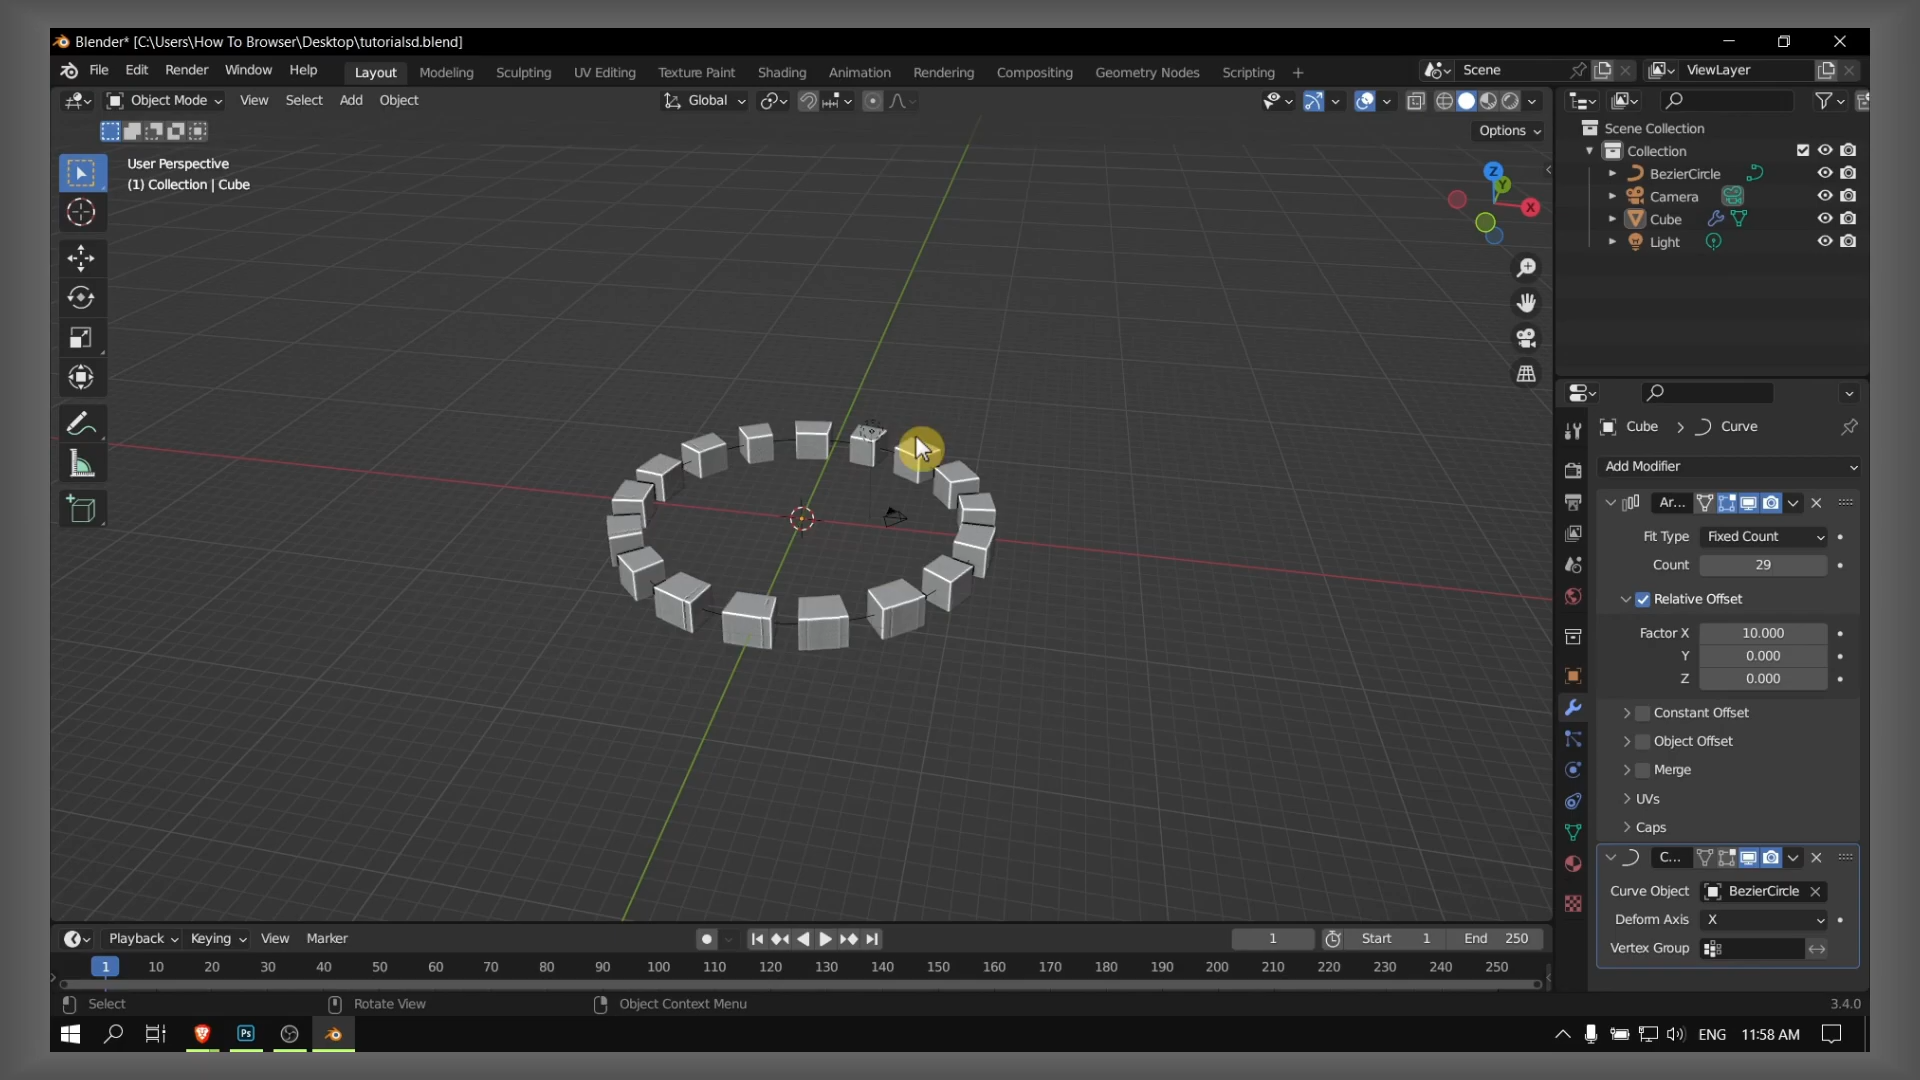 Blender* [C:\Users\How To Browser\Desktop\tutorialsd.blend]
File Edit Render Window Help Layout Modeling Sculpting UV Editing Texture Paint Shading Animation Rendering Compositing Geometry Nodes Scripting + Scene ViewLayer
Object Mode View Select Add Object Global
Options
User Perspective
(1) Collection | Cube
Z
Y
X
Scene Collection
Collection
BezierCircle
Camera
Cube
Light
Cube > Curve
Add Modifier
Ar...
Fit Type Fixed Count
Count 29
Relative Offset
Factor X 10.000
Y 0.000
Z 0.000
Constant Offset
Object Offset
Merge
UVs
Caps
C...
Curve Object BezierCircle
Deform Axis X
Vertex Group
Playback Keying View Marker 1 Start 1 End 250
1 10 20 30 40 50 60 70 80 90 100 110 120 130 140 150 160 170 180 190 200 210 220 230 240 250
Select Rotate View Object Context Menu 3.4.0
Ps ENG 11:58 AM